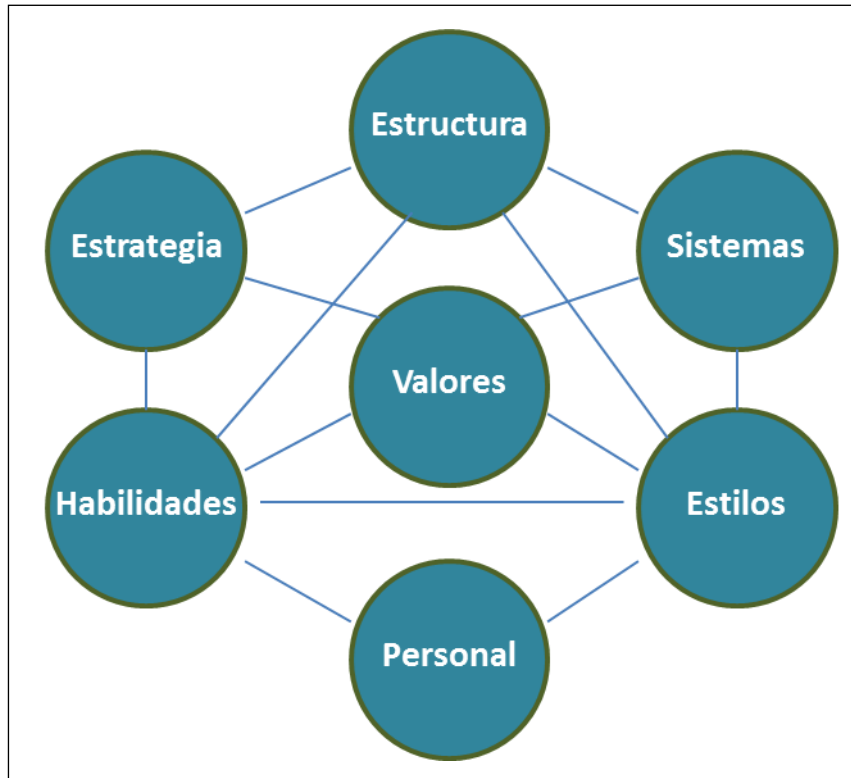 Estructura
Estrategia
Sistemas
Valores
Habilidades
Estilos
Personal